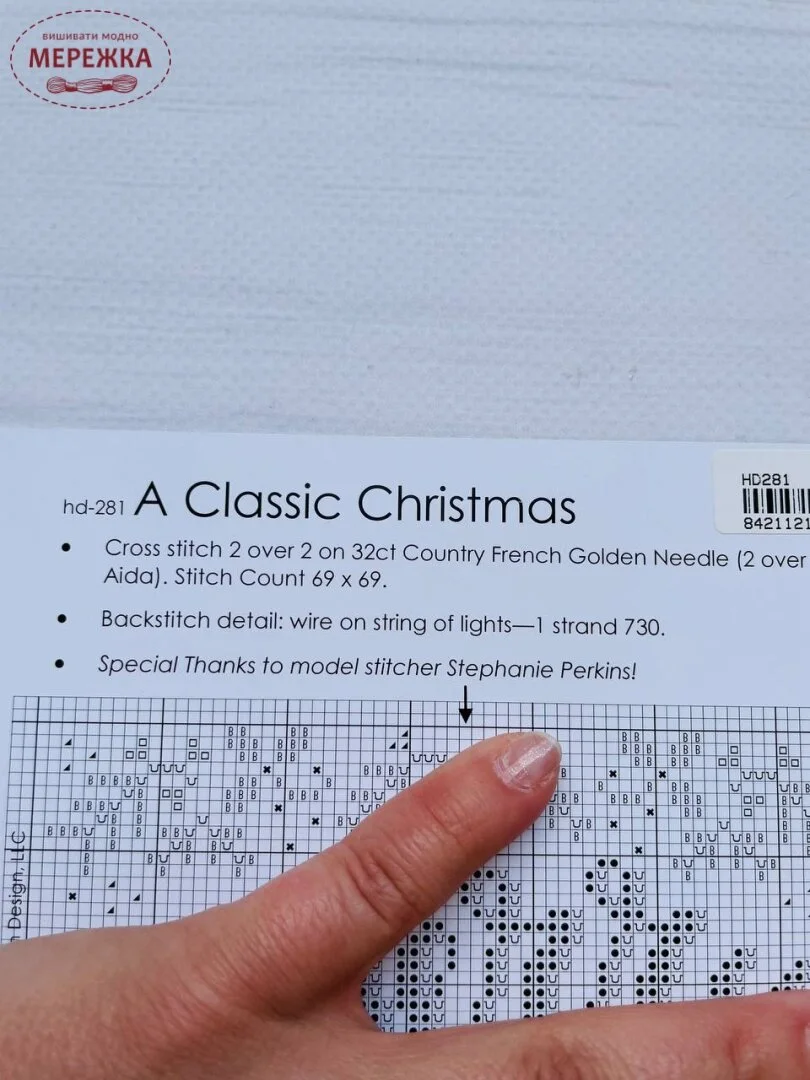 вишивати модно
МЕРЕЖКА
HD281
8421121
hd-281 A Classic Christmas
• Cross stitch 2 over 2 on 32ct Country French Golden Needle (2 over
Aida). Stitch Count 69 x 69.
• Backstitch detail: wire on string of lights—1 strand 730.
• Special Thanks to model stitcher Stephanie Perkins!
Design, LLC